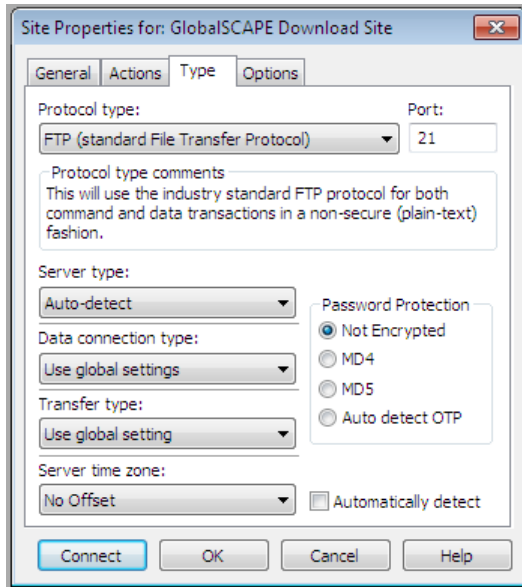 Site Properties for: GlobalSCAPE Download Site
General Actions Type Options
Protocol type: Port:
FTP (standard File Transfer Protocol) 21
Protocol type comments
This will use the industry standard FTP protocol for both
command and data transactions in a non-secure (plain-text)
fashion.
Server type:
Auto-detect
Data connection type:
Use global settings
Transfer type:
Use global setting
Server time zone:
No Offset
Password Protection
Not Encrypted
MD4
MD5
Auto detect OTP
Automatically detect
Connect OK Cancel Help